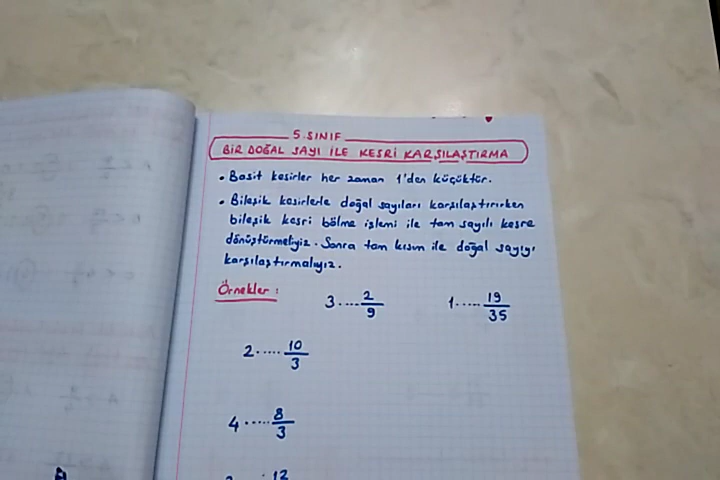 5. SINIF
BİR DOĞAL SAYI İLE KESRİ KARŞILAŞTIRMA
• Basit kesirler her zaman 1'den küçüktür.
• Bileşik kesirlerle doğal sayıları karşılaştırırken
bileşik kesri bölme işlemi ile tam sayılı kesre
dönüştürmeliyiz. Sonra tam kısım ile doğal sayıyı
karşılaştırmalıyız.
Örnekler:
3....2/9 1.....19/35
2.....10/3
4.....8/3
12